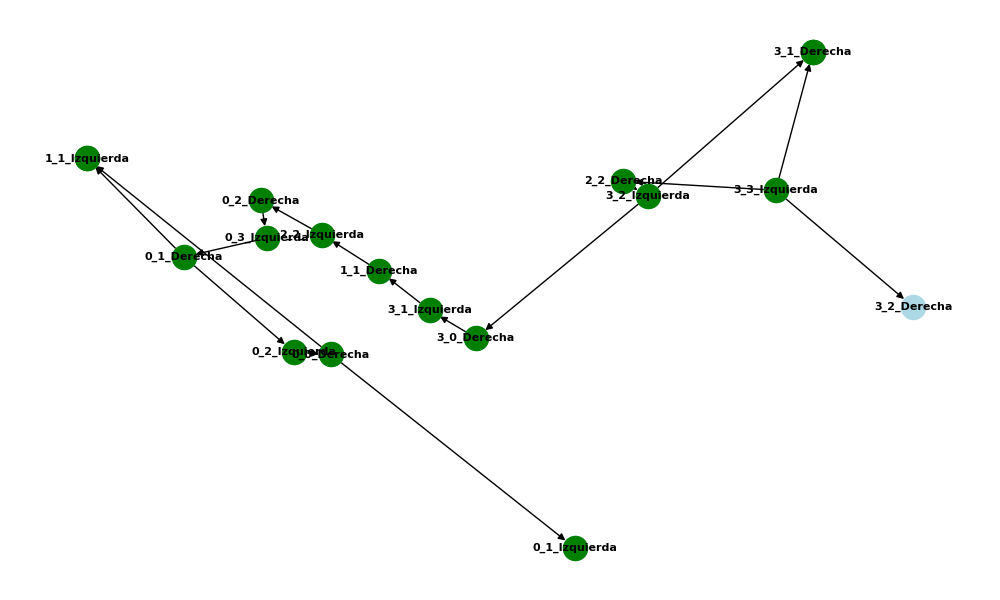 3_1_Derecha
1_1_Izquierda
2_2_Derecha
3_3_Izquierda
3_2_Izquierda
0_2_Derecha
2_2_Izquierda
0_3_Izquierda
0_1_Derecha
1_1_Derecha
3_2_Derecha
3_1_Izquierda
3_0_Derecha
0_2_Izquierda
0_0_Derecha
0_1_Izquierda